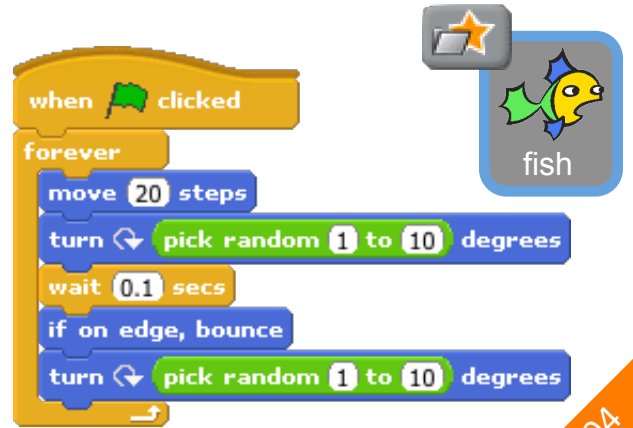 when clicked
fish
forever
move 20 steps
turn pick random 1 to 10 degrees
wait 0.1 secs
if on edge, bounce
turn pick random 1 to 10 degrees
04